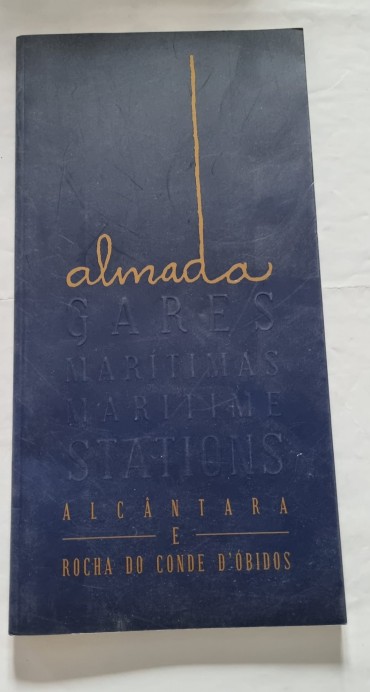 almada
GARES
MARÍTIMAS
MARITIME
STATIONS
ALCÂNTARA
E
ROCHA DO CONDE D'ÓBIDOS